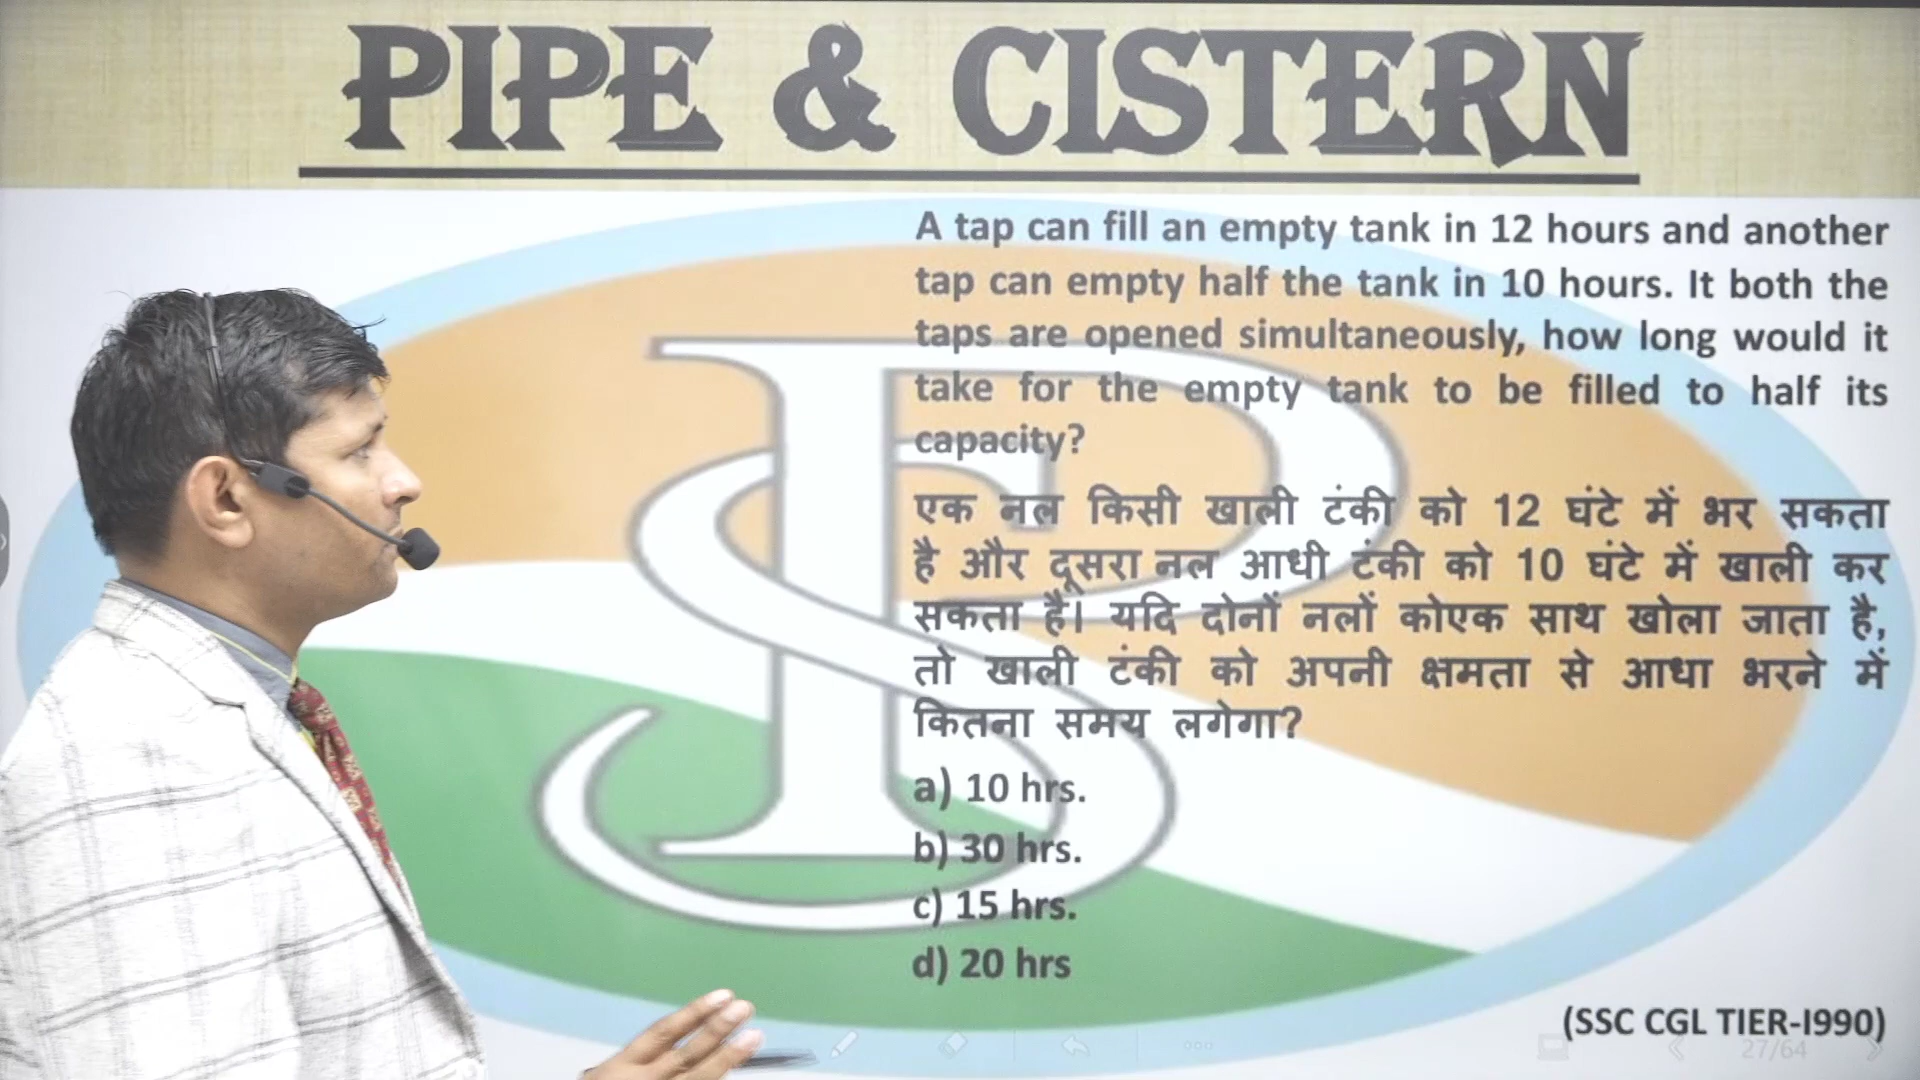 PIPE & CISTERN
A tap can fill an empty tank in 12 hours and another
tap can empty half the tank in 10 hours. It both the
taps are opened simultaneously, how long would it
take for the empty tank to be filled to half its
capacity?
एक नल किसी खाली टंकी को 12 घंटे में भर सकता
है और दूसरा नल आधी टंकी को 10 घंटे में खाली कर
सकता है। यदि दोनों नलों कोएक साथ खोला जाता है,
तो खाली टंकी को अपनी क्षमता से आधा भरने में
कितना समय लगेगा?
a) 10 hrs.
b) 30 hrs.
c) 15 hrs.
d) 20 hrs
(SSC CGL TIER-I990)
27/64